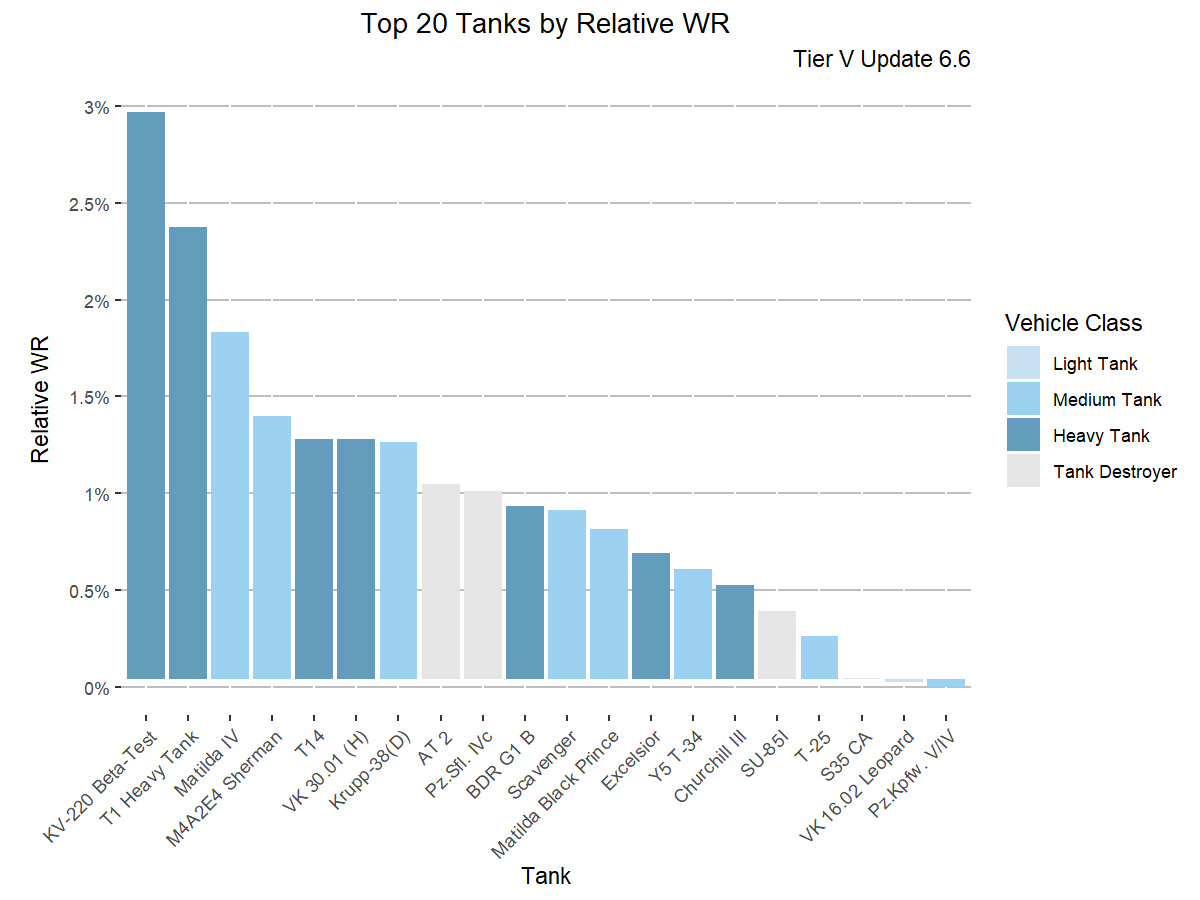 Top 20 Tanks by Relative WR
Tier V Update 6.6
3%
2.5%
2%
1.5%
1%
0.5%
0%
Relative WR
KV-220 Beta-Test
T1 Heavy Tank
Matilda IV
M4A2E4 Sherman
T14
VK 30.01 (H)
Krupp-38(D)
AT 2
Pz.Sfl. IVc
BDR G1 B
Scavenger
Matilda Black Prince
Excelsior
Y5 T-34
Churchill III
SU-85I
T-25
S35 CA
VK 16.02 Leopard
Pz.Kpfw. V/IV
Tank
Vehicle Class
Light Tank
Medium Tank
Heavy Tank
Tank Destroyer